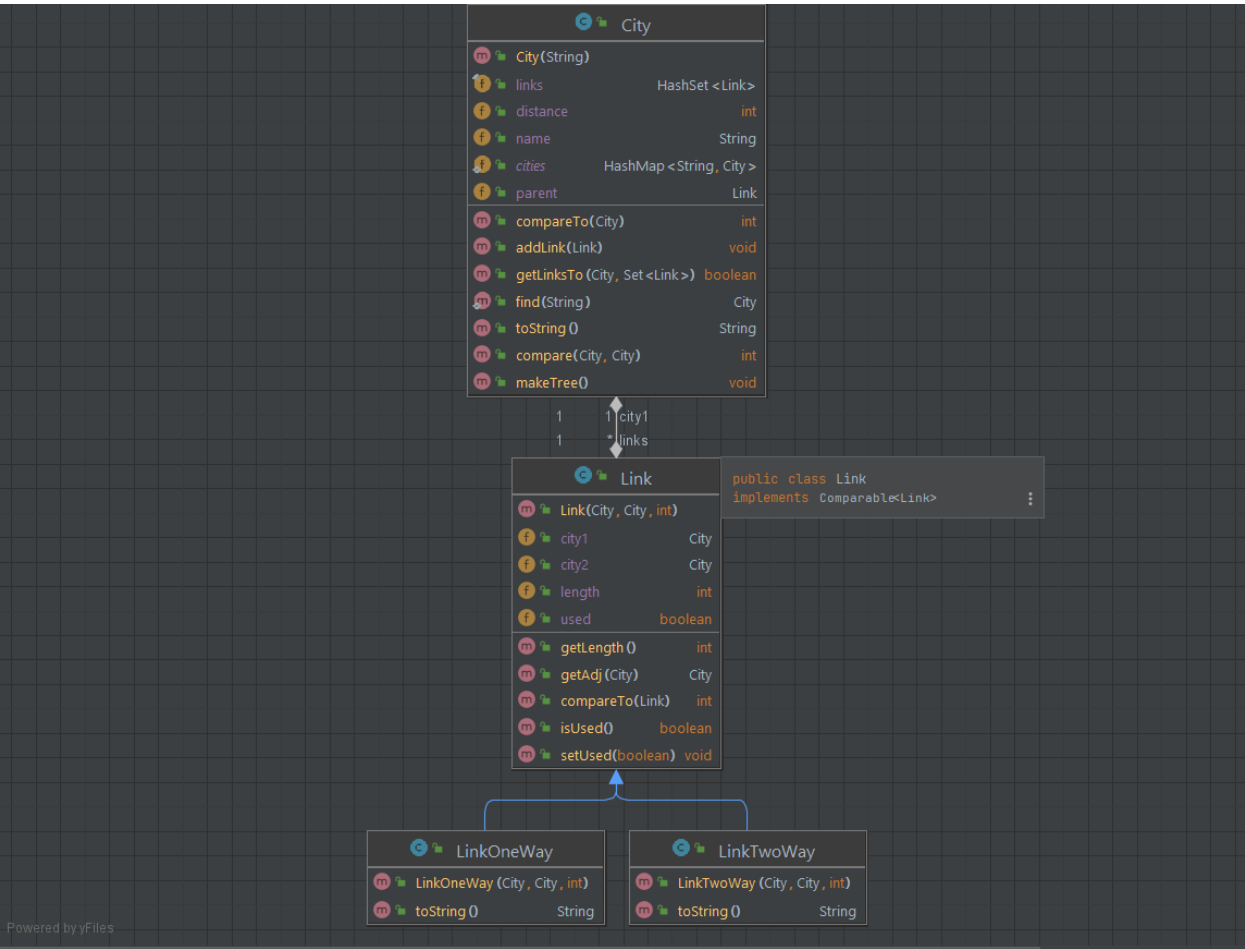 City
City(String)
links HashSet<Link>
distance int
name String
cities HashMap<String, City>
parent Link
compareTo(City) int
addLink(Link) void
getLinksTo(City, Set<Link>) boolean
find(String) City
toString() String
compare(City, City) int
makeTree() void
1 1 city1
1 * links
Link
public class Link
implements Comparable<Link>
Link(City, City, int)
city1 City
city2 City
length int
used boolean
getLength() int
getAdj(City) City
compareTo(Link) int
isUsed() boolean
setUsed(boolean) void
LinkOneWay LinkTwoWay
LinkOneWay(City, City, int) LinkTwoWay(City, City, int)
toString() String toString() String
Powered by yFiles